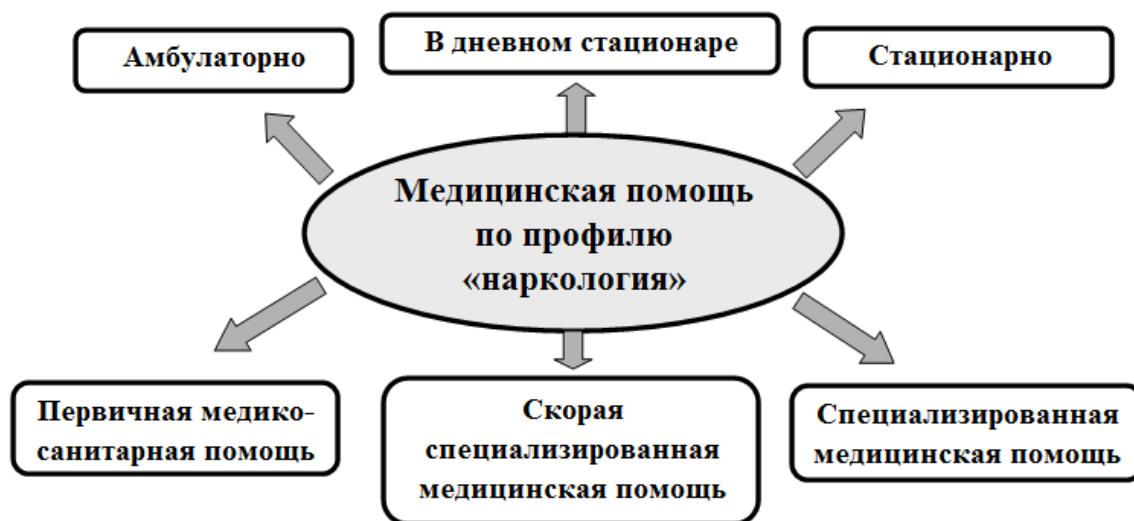 Амбулаторно
В дневном стационаре
Стационарно
Медицинская помощь
по профилю
«наркология»
Первичная медико-
санитарная помощь
Скорая
специализированная
медицинская помощь
Специализированная
медицинская помощь